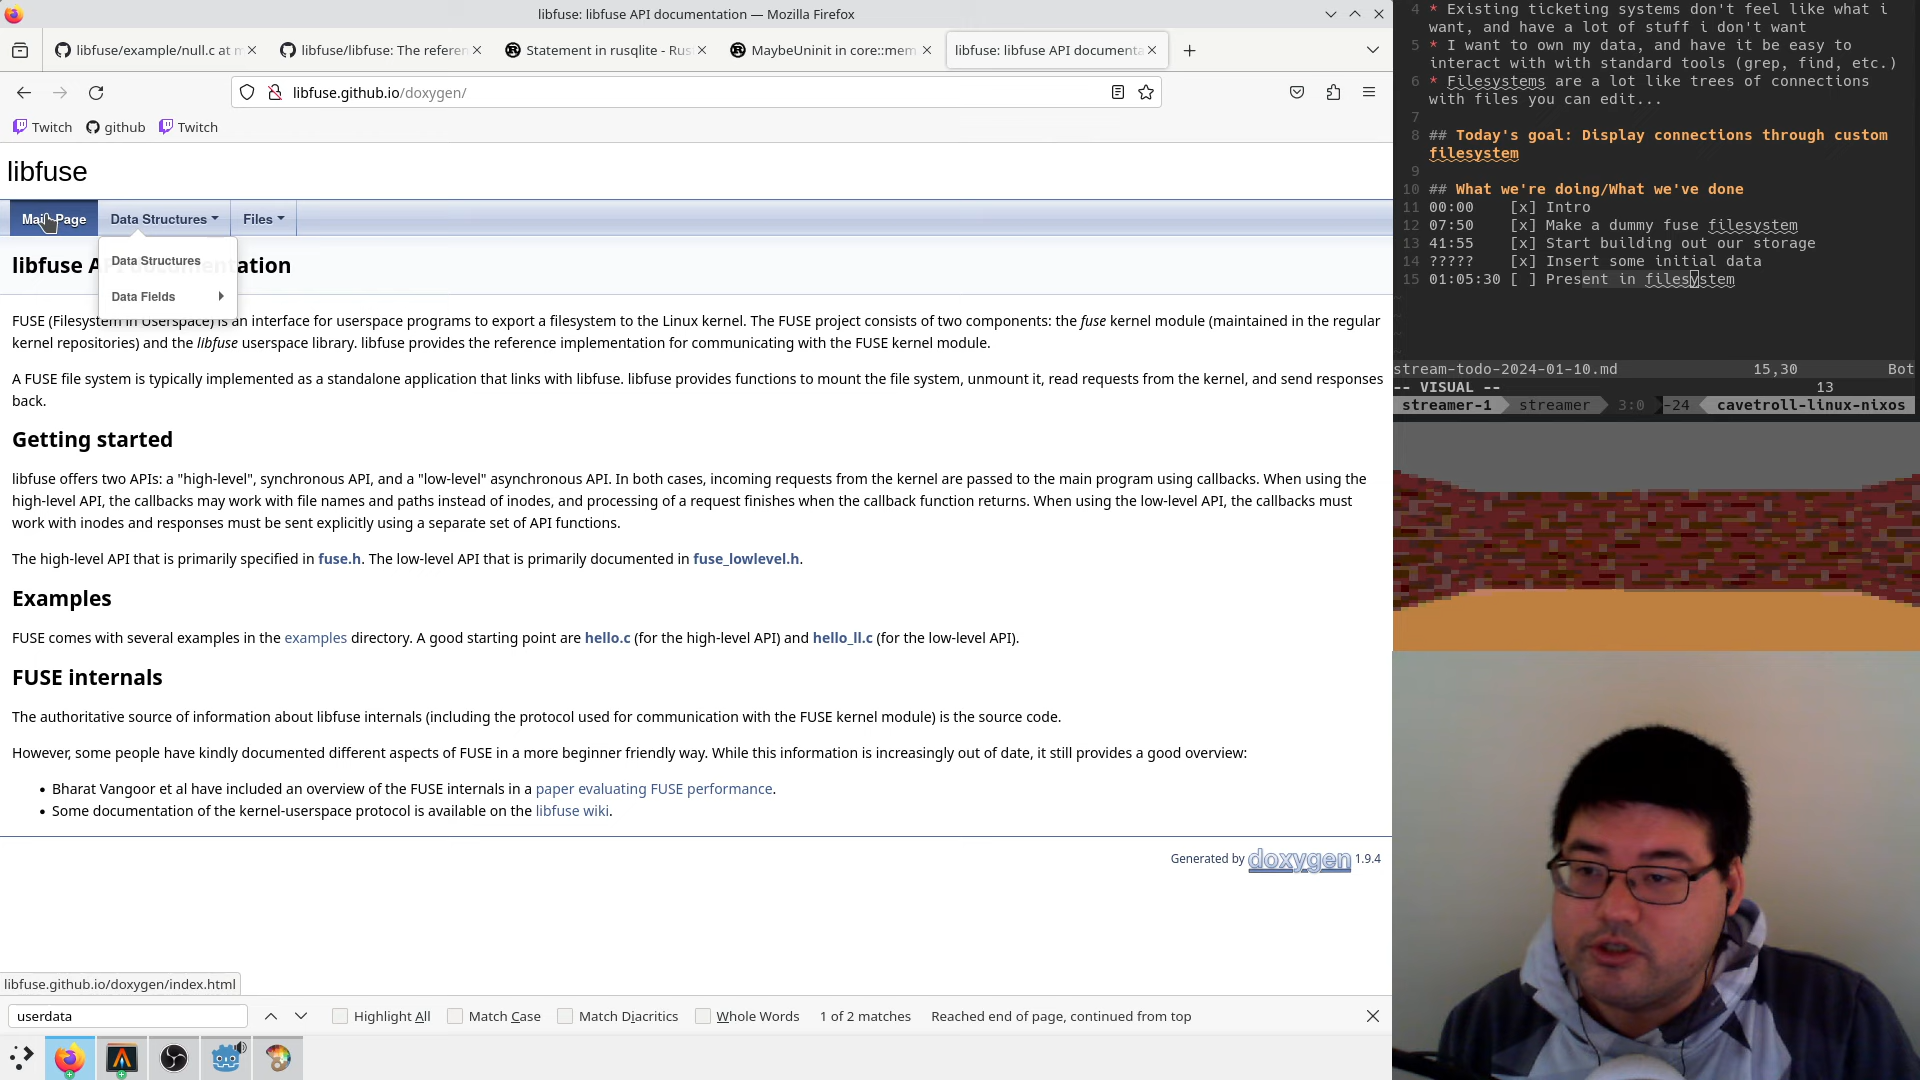 libfuse: libfuse API documentation — Mozilla Firefox
libfuse/example/null.c at m
libfuse/libfuse: The referen
Statement in rusqlite - Rus
MaybeUninit in core::mem
libfuse: libfuse API documenta
libfuse.github.io/doxygen/
Twitch
github
Twitch
libfuse
Main Page
Data Structures
Files
Data Structures
Data Fields
libfuse API documentation
FUSE (Filesystem in Userspace) is an interface for userspace programs to export a filesystem to the Linux kernel. The FUSE project consists of two components: the fuse kernel module (maintained in the regular
kernel repositories) and the libfuse userspace library. libfuse provides the reference implementation for communicating with the FUSE kernel module.
A FUSE file system is typically implemented as a standalone application that links with libfuse. libfuse provides functions to mount the file system, unmount it, read requests from the kernel, and send responses
back.
Getting started
libfuse offers two APIs: a "high-level", synchronous API, and a "low-level" asynchronous API. In both cases, incoming requests from the kernel are passed to the main program using callbacks. When using the
high-level API, the callbacks may work with file names and paths instead of inodes, and processing of a request finishes when the callback function returns. When using the low-level API, the callbacks must
work with inodes and responses must be sent explicitly using a separate set of API functions.
The high-level API that is primarily specified in fuse.h. The low-level API that is primarily documented in fuse_lowlevel.h.
Examples
FUSE comes with several examples in the examples directory. A good starting point are hello.c (for the high-level API) and hello_ll.c (for the low-level API).
FUSE internals
The authoritative source of information about libfuse internals (including the protocol used for communication with the FUSE kernel module) is the source code.
However, some people have kindly documented different aspects of FUSE in a more beginner friendly way. While this information is increasingly out of date, it still provides a good overview:
• Bharat Vangoor et al have included an overview of the FUSE internals in a paper evaluating FUSE performance.
• Some documentation of the kernel-userspace protocol is available on the libfuse wiki.
Generated by doxygen 1.9.4
libfuse.github.io/doxygen/index.html
userdata
Highlight All
Match Case
Match Diacritics
Whole Words
1 of 2 matches
Reached end of page, continued from top
4 * Existing ticketing systems don't feel like what i
want, and have a lot of stuff i don't want
5 * I want to own my data, and have it be easy to
interact with with standard tools (grep, find, etc.)
6 * Filesystems are a lot like trees of connections
with files you can edit...
7
8 ## Today's goal: Display connections through custom
filesystem
9
10 ## What we're doing/What we've done
11 00:00 [x] Intro
12 07:50 [x] Make a dummy fuse filesystem
13 41:55 [x] Start building out our storage
14 ????? [x] Insert some initial data
15 01:05:30 [ ] Present in filesystem
stream-todo-2024-01-10.md 15,30 Bot
-- VISUAL -- 13
streamer-1 streamer 3:0 -24 cavetroll-linux-nixos